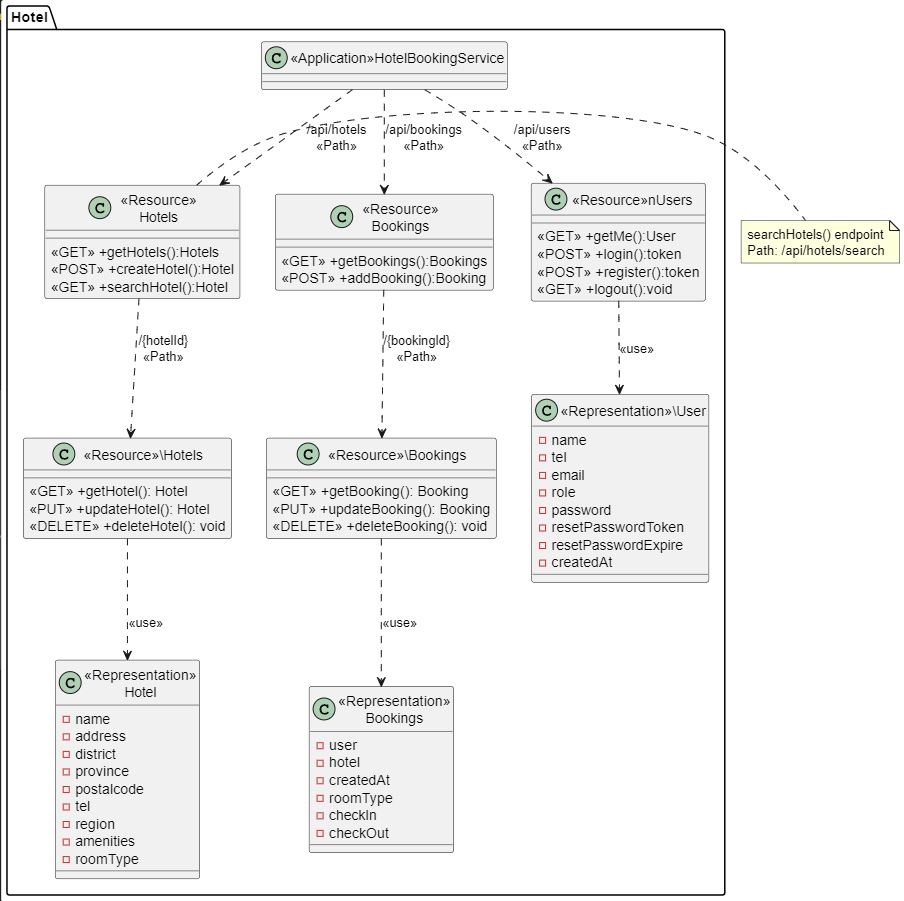 Hotel
C «Application»HotelBookingService
/api/hotels
«Path»
/api/bookings
«Path»
/api/users
«Path»
C «Resource»
Hotels
«GET» +getHotels():Hotels
«POST» +createHotel():Hotel
«GET» +searchHotel():Hotel
C «Resource»
Bookings
«GET» +getBookings():Bookings
«POST» +addBooking():Booking
C «Resource»nUsers
«GET» +getMe():User
«POST» +login():token
«POST» +register():token
«GET» +logout():void
searchHotels() endpoint
Path: /api/hotels/search
/{hotelId}
«Path»
/{bookingId}
«Path»
«use»
C «Resource»\Hotels
«GET» +getHotel(): Hotel
«PUT» +updateHotel(): Hotel
«DELETE» +deleteHotel(): void
C «Resource»\Bookings
«GET» +getBooking(): Booking
«PUT» +updateBooking(): Booking
«DELETE» +deleteBooking(): void
C «Representation»\User
name
tel
email
role
password
resetPasswordToken
resetPasswordExpire
createdAt
«use»
«use»
C «Representation»
Hotel
name
address
district
province
postalcode
tel
region
amenities
roomType
C «Representation»
Bookings
user
hotel
createdAt
roomType
checkIn
checkOut